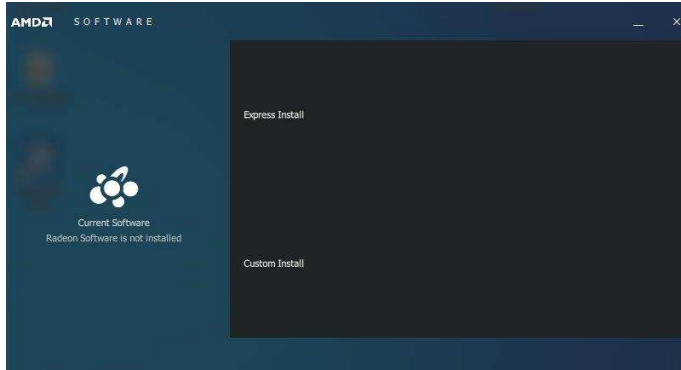 AMD SOFTWARE
Express Install
Current Software
Radeon Software is not installed
Custom Install